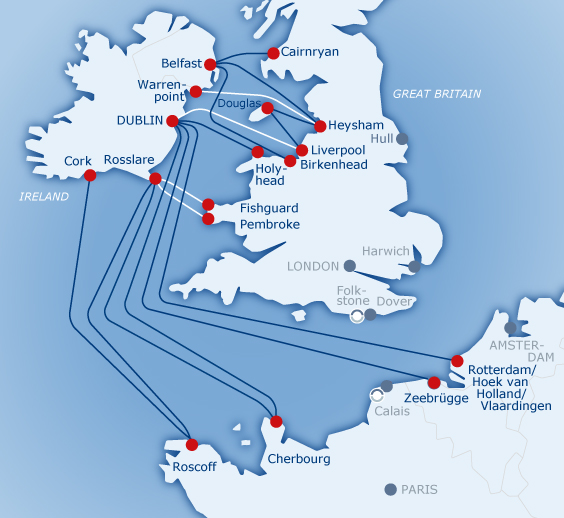 Belfast
Cairnryan
Warren-
point
GREAT BRITAIN
Douglas
DUBLIN
Heysham
Hull
Liverpool
Cork
Rosslare
Holy-
head
Birkenhead
IRELAND
Fishguard
Pembroke
Harwich
LONDON
Folk-
stone
Dover
AMSTER-
DAM
Rotterdam/
Hoek van
Holland/
Vlaardingen
Zeebrügge
Calais
Roscoff
Cherbourg
PARIS